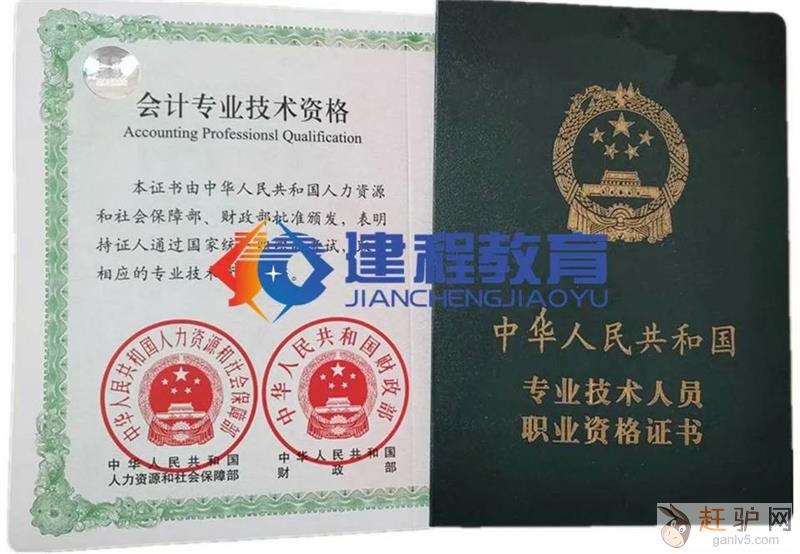 会计专业技术资格
Accounting Professionsl Qualification
本证书由中华人民共和国人力资源
和社会保障部、财政部批准颁发，表明
持证人通过国家统 考试，
相应的专业技术 。
中华人民共和国人力资源和社会保障部
中华人民共和国财政部
中华人民共和国
人力资源和社会保障部
中华人民共和国
财政部
建程教育
JIANCHENGJIAOYU
中华人民共和国
专业技术人员
职业资格证书
赶驴网
ganlv5.com